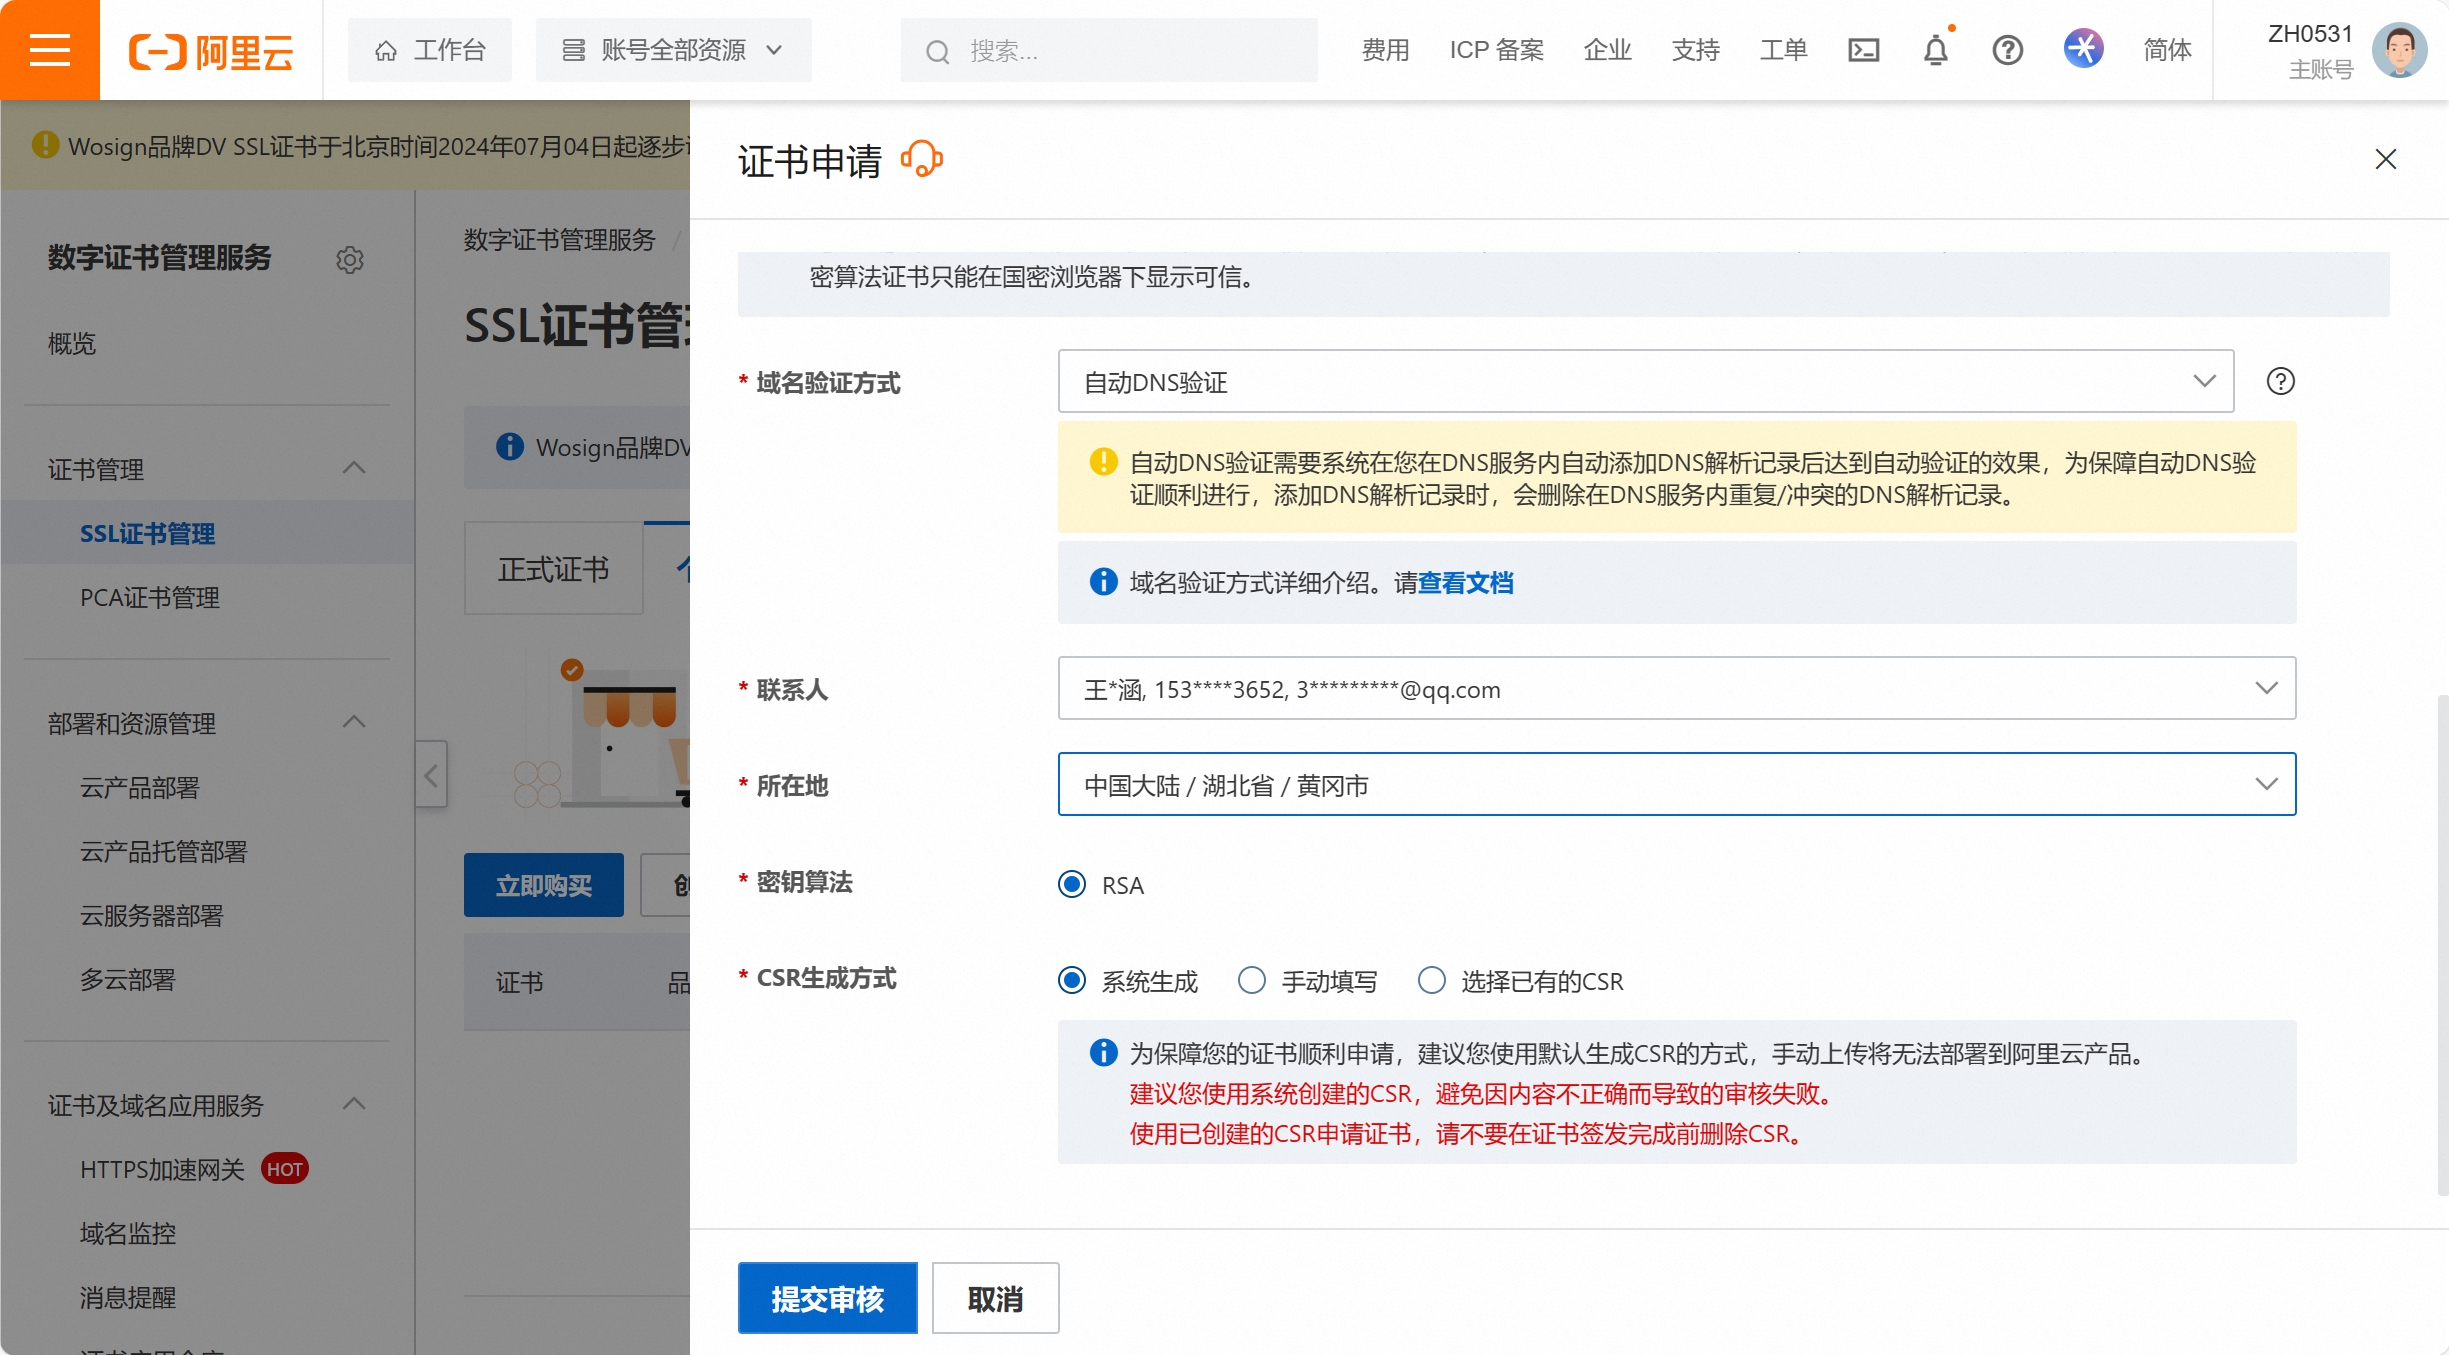 阿里云
工作台
账号全部资源
搜索...
费用
ICP 备案
企业
支持
工单
简体
ZH0531
主账号
Wosign品牌DV SSL证书于北京时间2024年07月04日起逐步
数字证书管理服务
概览
证书管理
SSL证书管理
PCA证书管理
部署和资源管理
云产品部署
云产品托管部署
云服务器部署
多云部署
证书及域名应用服务
HTTPS加速网关 HOT
域名监控
消息提醒
数字证书管理服务 /
SSL证书管
Wosign品牌DV
正式证书
立即购买
创
证书
品
证书申请
密算法证书只能在国密浏览器下显示可信。
* 域名验证方式
自动DNS验证
自动DNS验证需要系统在您在DNS服务内自动添加DNS解析记录后达到自动验证的效果，为保障自动DNS验
证顺利进行，添加DNS解析记录时，会删除在DNS服务内重复/冲突的DNS解析记录。
域名验证方式详细介绍。请查看文档
* 联系人
王*涵, 153****3652, 3*********@qq.com
* 所在地
中国大陆 / 湖北省 / 黄冈市
* 密钥算法
RSA
* CSR生成方式
系统生成
手动填写
选择已有的CSR
为保障您的证书顺利申请，建议您使用默认生成CSR的方式，手动上传将无法部署到阿里云产品。
建议您使用系统创建的CSR，避免因内容不正确而导致的审核失败。
使用已创建的CSR申请证书，请不要在证书签发完成前删除CSR。
提交审核
取消